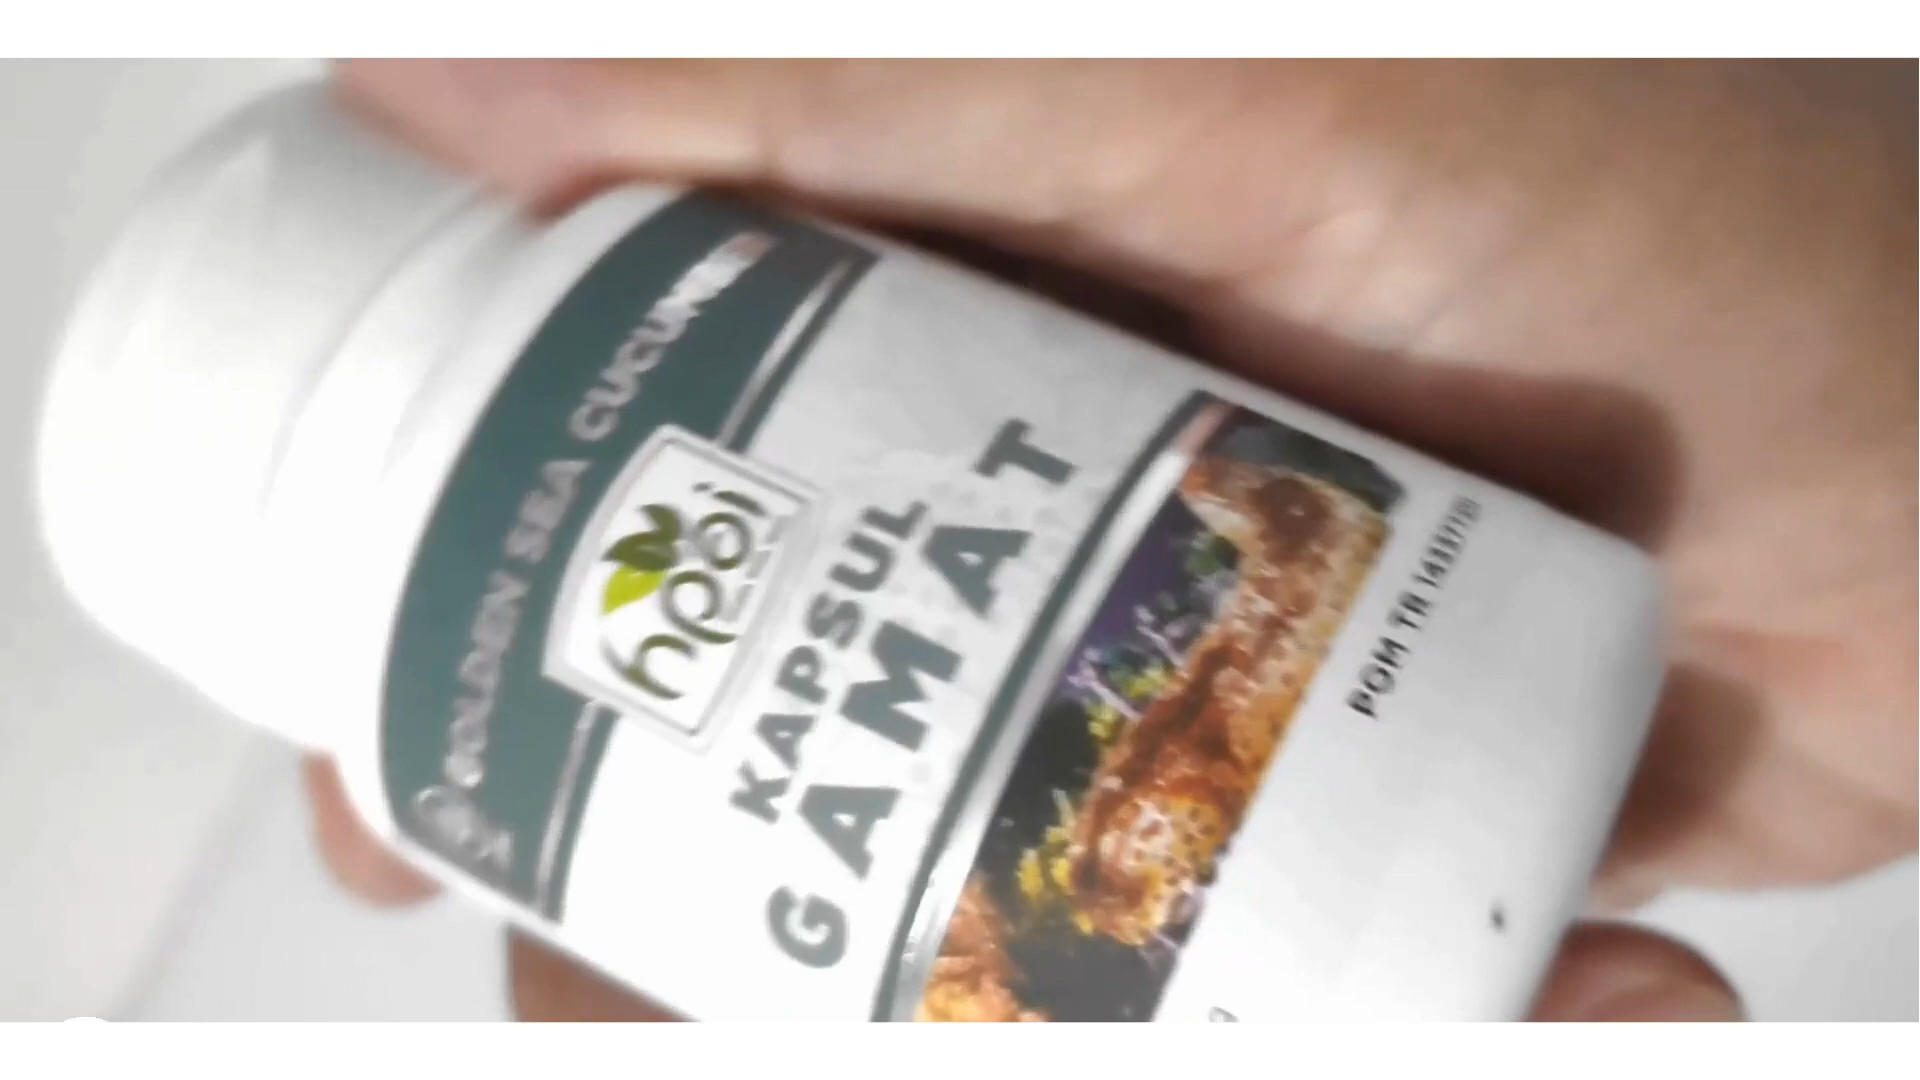 GOLDEN SEA CUCUMBER
hpai
KAPSUL
GAMAT
POM TR